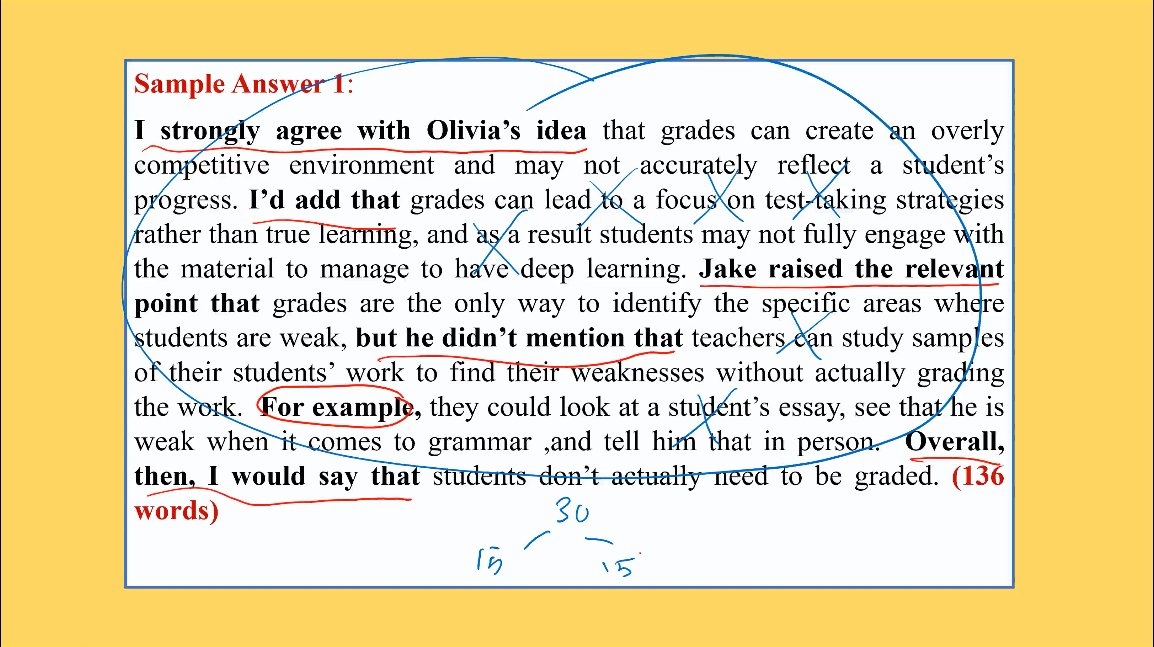 Sample Answer 1:
I strongly agree with Olivia's idea that grades can create an overly
competitive environment and may not accurately reflect a student's
progress. I'd add that grades can lead to a focus on test-taking strategies
rather than true learning, and as a result students may not fully engage with
the material to manage to have deep learning. Jake raised the relevant
point that grades are the only way to identify the specific areas where
students are weak, but he didn't mention that teachers can study samples
of their students' work to find their weaknesses without actually grading
the work. For example, they could look at a student's essay, see that he is
weak when it comes to grammar ,and tell him that in person. Overall,
then, I would say that students don't actually need to be graded. (136
words)
30
15 15